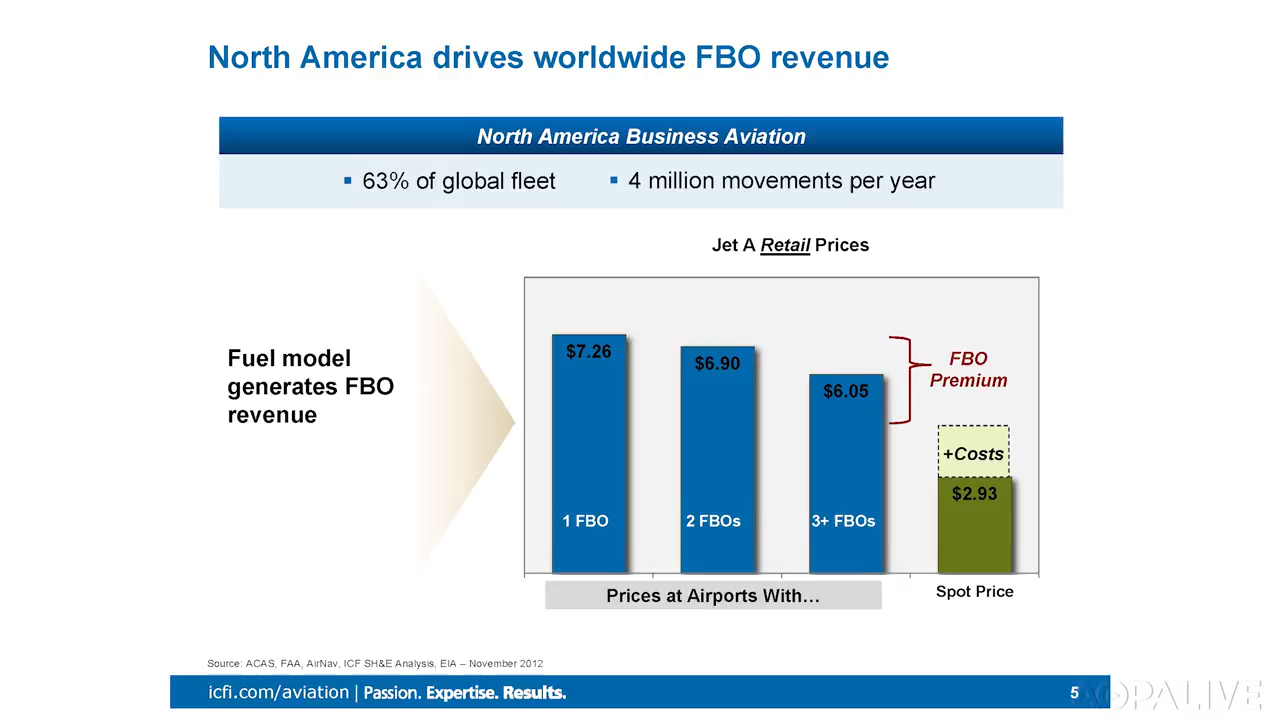 North America drives worldwide FBO revenue
North America Business Aviation
▪ 63% of global fleet ▪ 4 million movements per year
Jet A Retail Prices
Fuel model
generates FBO
revenue
$7.26
$6.90
$6.05
FBO
Premium
+Costs
$2.93
1 FBO 2 FBOs 3+ FBOs
Prices at Airports With…
Spot Price
Source: ACAS, FAA, AirNav, ICF SH&E Analysis, EIA – November 2012
icfi.com/aviation | Passion. Expertise. Results.
5
AOPALIVE